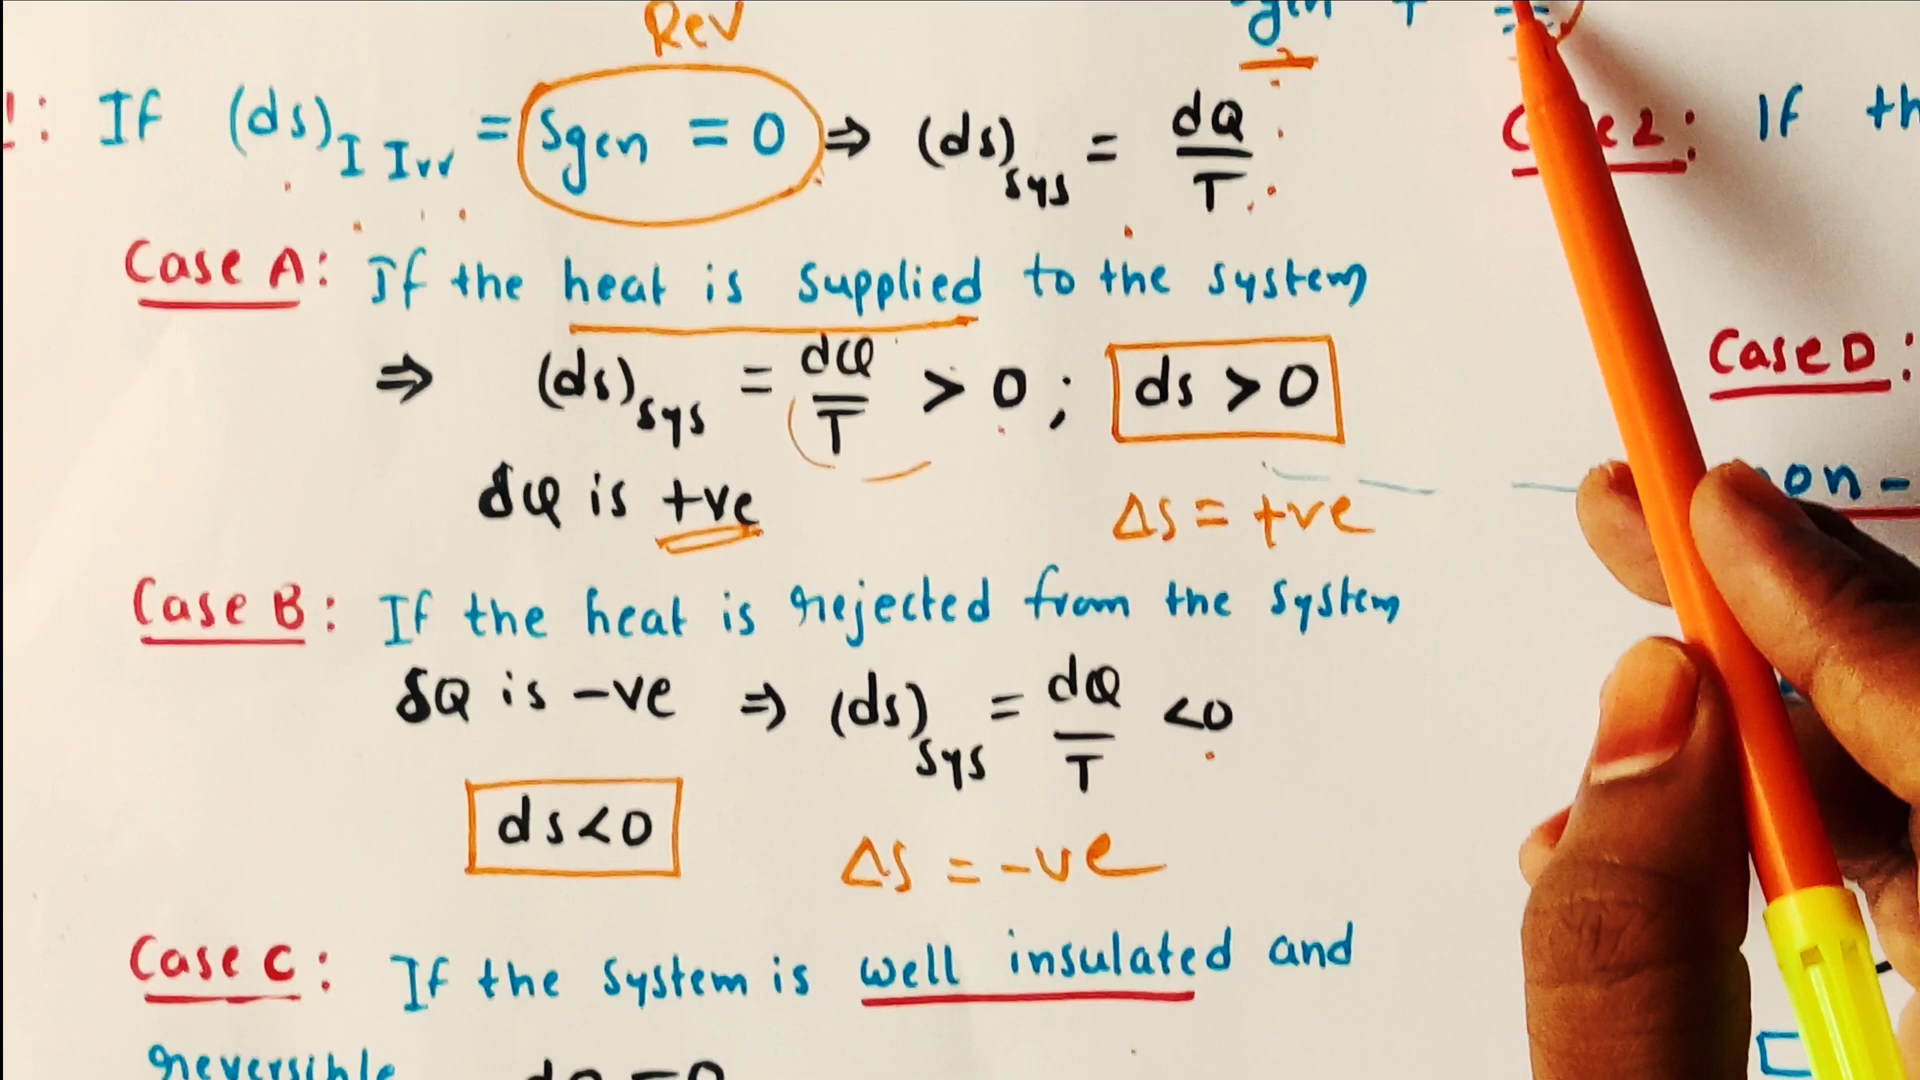 Rev
1: If (ds)I Irr = Sgen = 0 ⇒ (ds)sys = dQ/T
Case A: If the heat is supplied to the system
⇒ (ds)sys = dQ/T > 0 ; ds > 0
dQ is +ve
Δs = +ve
Case B: If the heat is rejected from the system
δQ is -ve ⇒ (ds)sys = dQ/T <0
ds<0
Δs = -ve
Case C: If the system is well insulated and
reversible
Case 2: If
Case D: